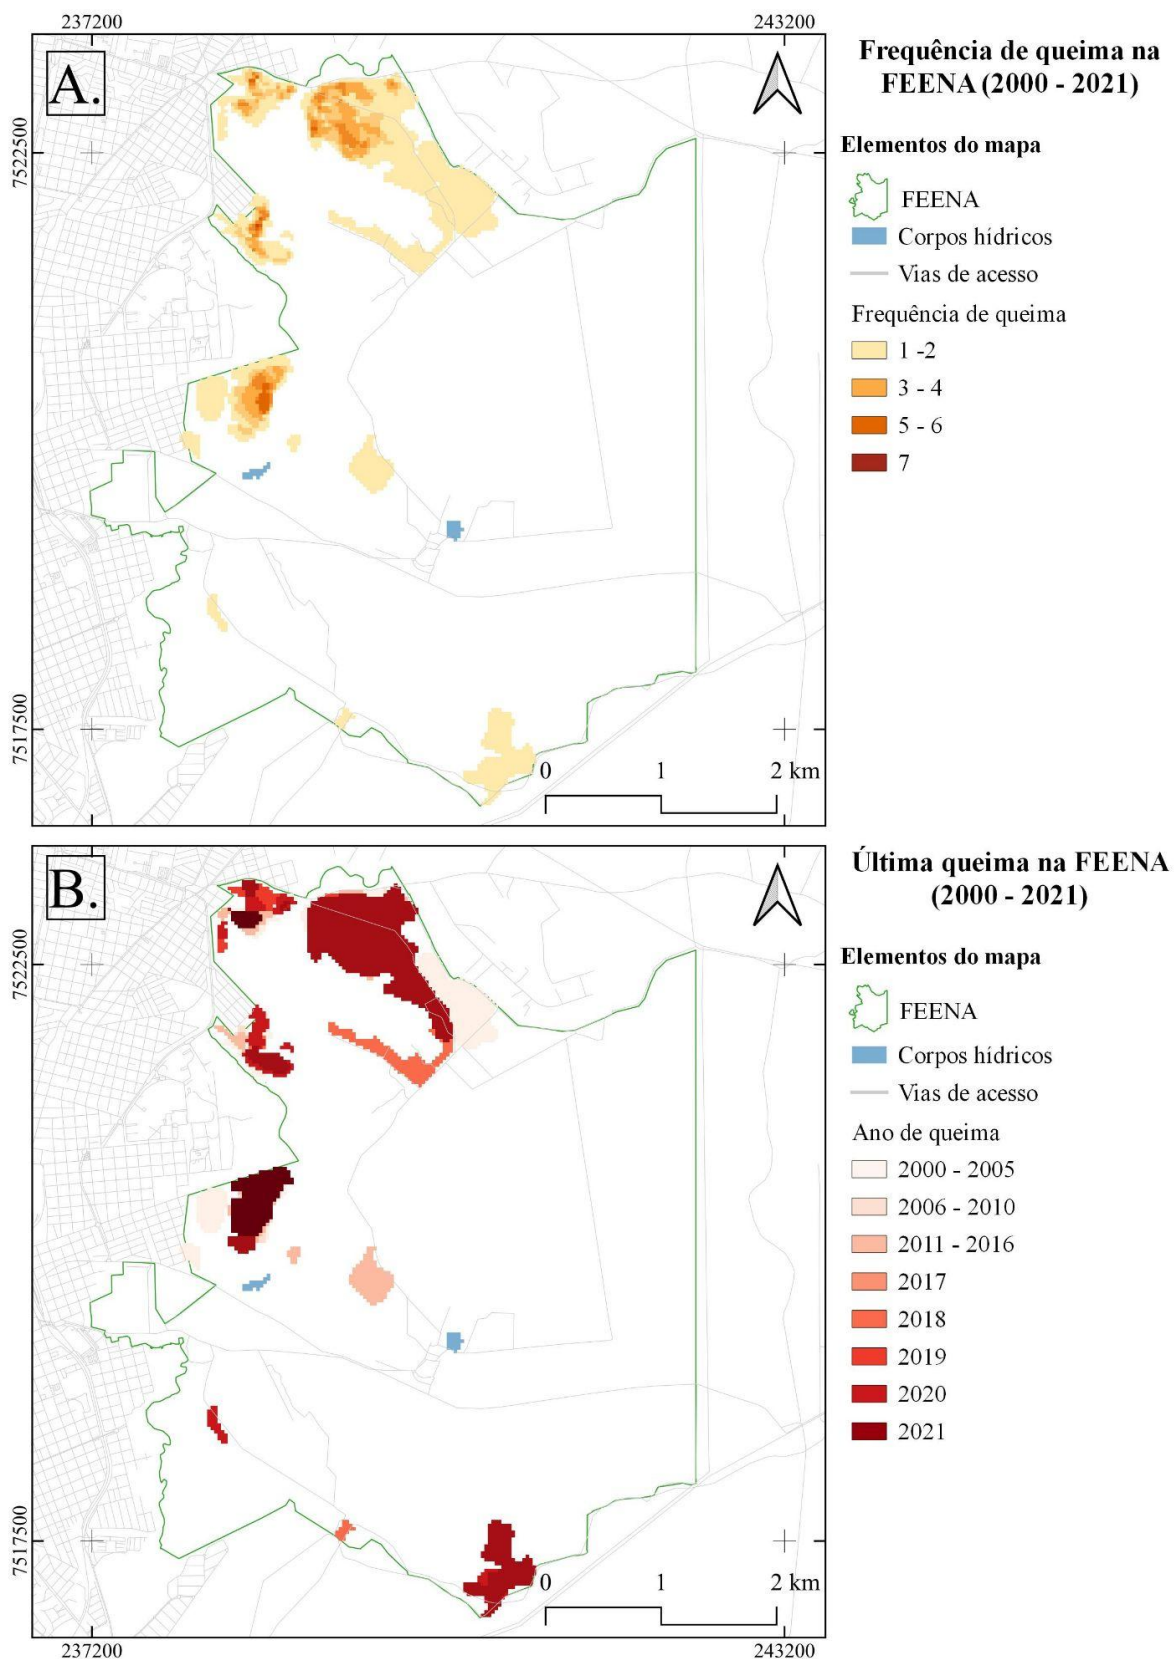 237200
243200
A.
7522500
7517500
0
1
2 km
Frequência de queima na
FEENA (2000 - 2021)
Elementos do mapa
FEENA
Corpos hídricos
Vias de acesso
Frequência de queima
1 -2
3 - 4
5 - 6
7
B.
7522500
7517500
0
1
2 km
237200
243200
Última queima na FEENA
(2000 - 2021)
Elementos do mapa
FEENA
Corpos hídricos
Vias de acesso
Ano de queima
2000 - 2005
2006 - 2010
2011 - 2016
2017
2018
2019
2020
2021